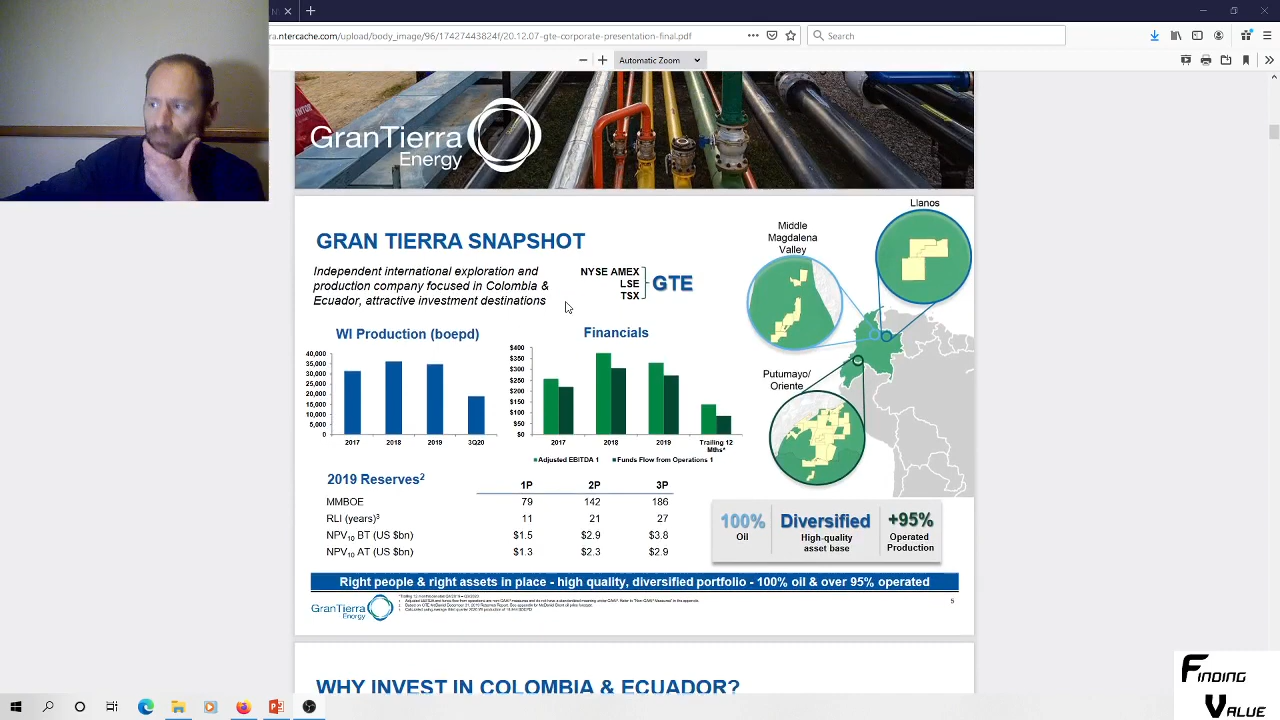 ra.ntercache.com/upload/body_image/96/17427443824f/20.12.07-gte-corporate-presentation-final.pdf
Search
Automatic Zoom
GranTierra
Energy
GRAN TIERRA SNAPSHOT
Independent international exploration and
production company focused in Colombia &
Ecuador, attractive investment destinations
NYSE AMEX
LSE
TSX
GTE
Middle
Magdalena
Valley
Llanos
Putumayo/
Oriente
WI Production (boepd)
40,000
35,000
30,000
25,000
20,000
15,000
10,000
5,000
0
2017 2018 2019 3Q20
Financials
$400
$350
$300
$250
$200
$150
$100
$50
$0
2017 2018 2019 Trailing 12
Mths*
Adjusted EBITDA 1 Funds Flow from Operations 1
2019 Reserves2
1P 2P 3P
MMBOE 79 142 186
RLI (years)3 11 21 27
NPV10 BT (US $bn) $1.5 $2.9 $3.8
NPV10 AT (US $bn) $1.3 $2.3 $2.9
100%
Oil
Diversified
High-quality
asset base
+95%
Operated
Production
Right people & right assets in place - high quality, diversified portfolio - 100% oil & over 95% operated
GranTierra
Energy
5
WHY INVEST IN COLOMBIA & ECUADOR?
Finding
Value